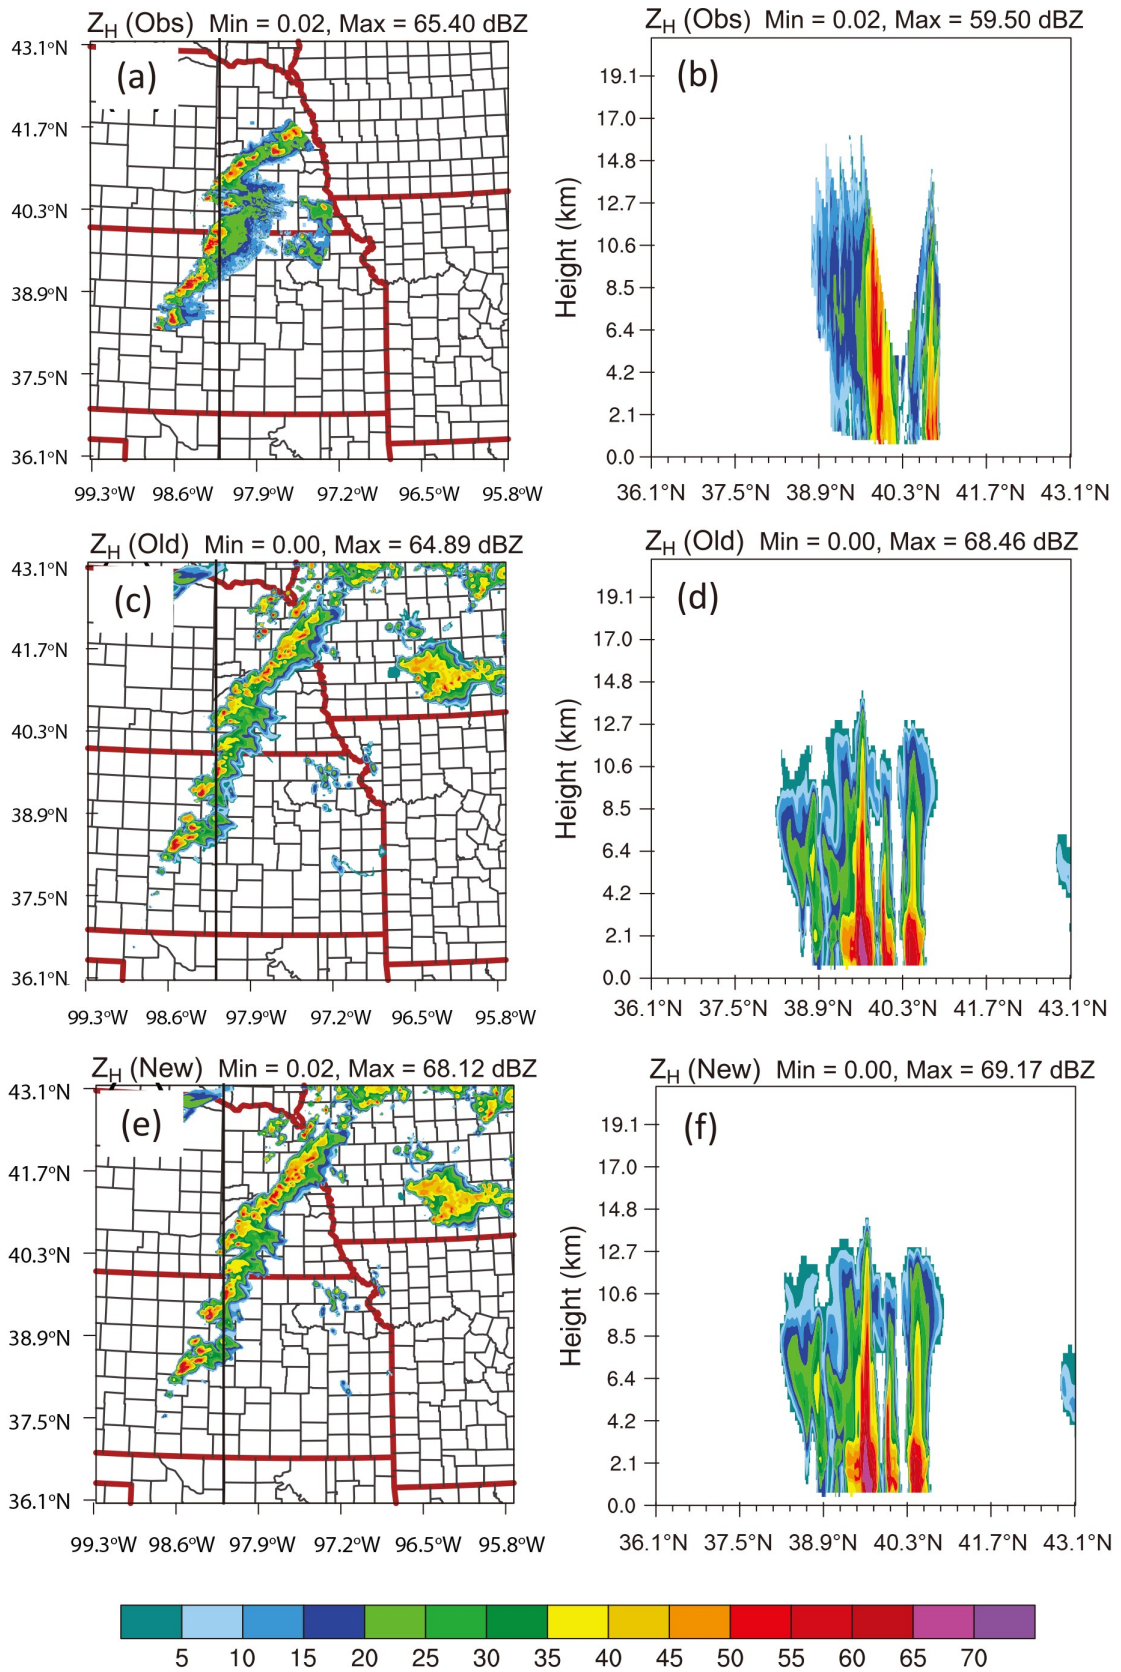 Z_H (Obs) Min = 0.02, Max = 65.40 dBZ
(a)
43.1°N
41.7°N
40.3°N
38.9°N
37.5°N
36.1°N
99.3°W 98.6°W 97.9°W 97.2°W 96.5°W 95.8°W
Z_H (Obs) Min = 0.02, Max = 59.50 dBZ
(b)
Height (km)
19.1
17.0
14.8
12.7
10.6
8.5
6.4
4.2
2.1
0.0
36.1°N 37.5°N 38.9°N 40.3°N 41.7°N 43.1°N
Z_H (Old) Min = 0.00, Max = 64.89 dBZ
(c)
43.1°N
41.7°N
40.3°N
38.9°N
37.5°N
36.1°N
99.3°W 98.6°W 97.9°W 97.2°W 96.5°W 95.8°W
Z_H (Old) Min = 0.00, Max = 68.46 dBZ
(d)
Height (km)
19.1
17.0
14.8
12.7
10.6
8.5
6.4
4.2
2.1
0.0
36.1°N 37.5°N 38.9°N 40.3°N 41.7°N 43.1°N
Z_H (New) Min = 0.02, Max = 68.12 dBZ
(e)
43.1°N
41.7°N
40.3°N
38.9°N
37.5°N
36.1°N
99.3°W 98.6°W 97.9°W 97.2°W 96.5°W 95.8°W
Z_H (New) Min = 0.00, Max = 69.17 dBZ
(f)
Height (km)
19.1
17.0
14.8
12.7
10.6
8.5
6.4
4.2
2.1
0.0
36.1°N 37.5°N 38.9°N 40.3°N 41.7°N 43.1°N
5 10 15 20 25 30 35 40 45 50 55 60 65 70